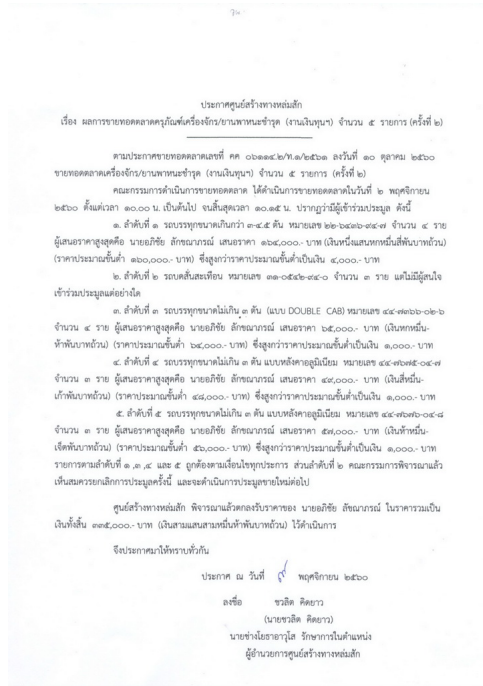 ประกาศศูนย์สร้างทางหล่มสัก
เรื่อง ผลการขายทอดตลาดครุภัณฑ์เครื่องจักร/ยานพาหนะชำรุด (งานเงินทุนฯ) จำนวน ๕ รายการ (ครั้งที่ ๒)
ตามประกาศขายทอดตลาดเลขที่ คค ๐๖๑๑๔.๒/ท.๑/๒๕๖๑ ลงวันที่ ๑๐ ตุลาคม ๒๕๖๐
ขายทอดตลาดเครื่องจักร/ยานพาหนะชำรุด (งานเงินทุนฯ) จำนวน ๕ รายการ (ครั้งที่ ๒)
คณะกรรมการดำเนินการขายทอดตลาด ได้ดำเนินการขายทอดตลาดในวันที่ ๒ พฤศจิกายน
๒๕๖๐ ตั้งแต่เวลา ๑๐.๐๐ น. เป็นต้นไป จนสิ้นสุดเวลา ๑๐.๑๕ น. ปรากฏว่ามีผู้เข้าร่วมประมูล ดังนี้
๑. ลำดับที่ ๑ รถบรรทุกขนาดเกินกว่า ๓-๔.๕ ตัน หมายเลข ๒๒-๖๔๓๖-๙๔-๗ จำนวน ๔ ราย
ผู้เสนอราคาสูงสุดคือ นายอภิชัย ลักขณาภรณ์ เสนอราคา ๑๖๔,๐๐๐.- บาท (เงินหนึ่งแสนหกหมื่นสี่พันบาทถ้วน)
(ราคาประมาณขั้นต่ำ ๑๖๐,๐๐๐.- บาท) ซึ่งสูงกว่าราคาประมาณขั้นต่ำเป็นเงิน ๔,๐๐๐.- บาท
๒. ลำดับที่ ๒ รถบดสั่นสะเทือน หมายเลข ๓๑-๐๕๔๒-๙๔-๐ จำนวน ๓ ราย แต่ไม่มีผู้สนใจ
เข้าร่วมประมูลแต่อย่างใด
๓. ลำดับที่ ๓ รถบรรทุกขนาดไม่เกิน ๓ ตัน (แบบ DOUBLE CAB) หมายเลข ๔๔-๗๓๖๖-๐๒-๖
จำนวน ๔ ราย ผู้เสนอราคาสูงสุดคือ นายอภิชัย ลักขณาภรณ์ เสนอราคา ๖๕,๐๐๐.- บาท (เงินหกหมื่น-
ห้าพันบาทถ้วน) (ราคาประมาณขั้นต่ำ ๖๔,๐๐๐.- บาท) ซึ่งสูงกว่าราคาประมาณขั้นต่ำเป็นเงิน ๑,๐๐๐.- บาท
๔. ลำดับที่ ๔ รถบรรทุกขนาดไม่เกิน ๓ ตัน แบบหลังคาอลูมิเนียม หมายเลข ๔๔-๗๖๗๕-๐๔-๗
จำนวน ๓ ราย ผู้เสนอราคาสูงสุดคือ นายอภิชัย ลักขณาภรณ์ เสนอราคา ๔๙,๐๐๐.- บาท (เงินสี่หมื่น-
เก้าพันบาทถ้วน) (ราคาประมาณขั้นต่ำ ๔๘,๐๐๐.- บาท) ซึ่งสูงกว่าราคาประมาณขั้นต่ำเป็นเงิน ๑,๐๐๐.- บาท
๕. ลำดับที่ ๕ รถบรรทุกขนาดไม่เกิน ๓ ตัน แบบหลังคาอลูมิเนียม หมายเลข ๔๔-๗๖๗๖-๐๔-๘
จำนวน ๓ ราย ผู้เสนอราคาสูงสุดคือ นายอภิชัย ลักขณาภรณ์ เสนอราคา ๕๗,๐๐๐.- บาท (เงินห้าหมื่น-
เจ็ดพันบาทถ้วน) (ราคาประมาณขั้นต่ำ ๕๖,๐๐๐.- บาท) ซึ่งสูงกว่าราคาประมาณขั้นต่ำเป็นเงิน ๑,๐๐๐.- บาท
รายการตามลำดับที่ ๑ ,๓ ,๔ และ ๕ ถูกต้องตามเงื่อนไขทุกประการ ส่วนลำดับที่ ๒ คณะกรรมการพิจารณาแล้ว
เห็นสมควรยกเลิกการประมูลครั้งนี้ และจะดำเนินการประมูลขายใหม่ต่อไป
ศูนย์สร้างทางหล่มสัก พิจารณาแล้วตกลงรับราคาของ นายอภิชัย ลัขณาภรณ์ ในราคารวมเป็น
เงินทั้งสิ้น ๓๓๕,๐๐๐.- บาท (เงินสามแสนสามหมื่นห้าพันบาทถ้วน) ไว้ดำเนินการ
จึงประกาศมาให้ทราบทั่วกัน
ประกาศ ณ วันที่ ๙ พฤศจิกายน ๒๕๖๐
ลงชื่อ ชวลิต คิดยาว
(นายชวลิต คิดยาว)
นายช่างโยธาอาวุโส รักษาการในตำแหน่ง
ผู้อำนวยการศูนย์สร้างทางหล่มสัก